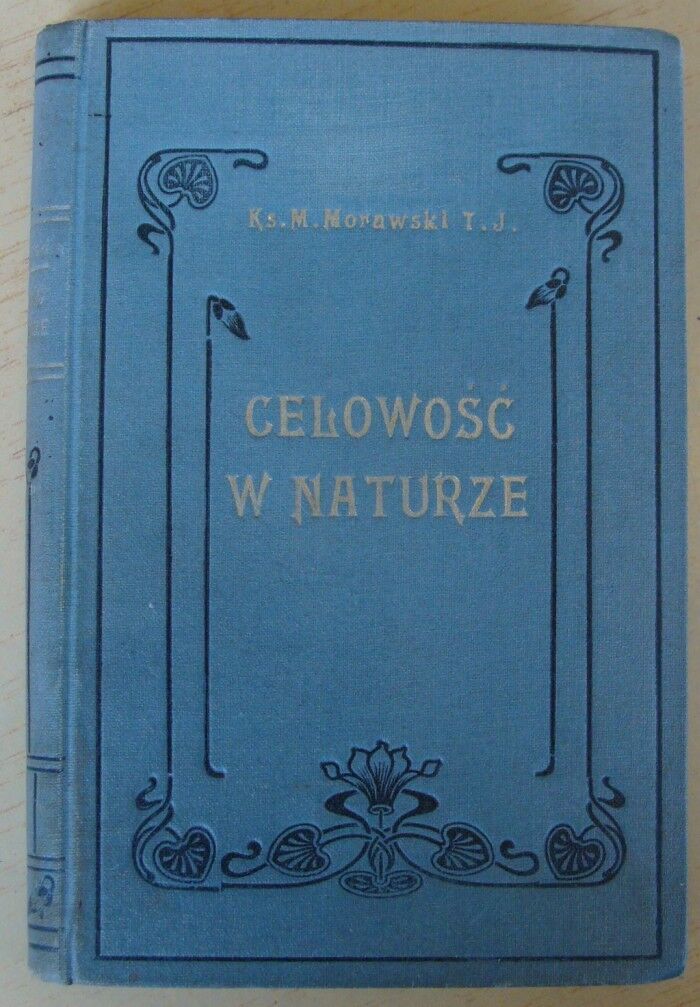 Ks. M. Morawski T. J.
CELOWOŚĆ
W NATURZE